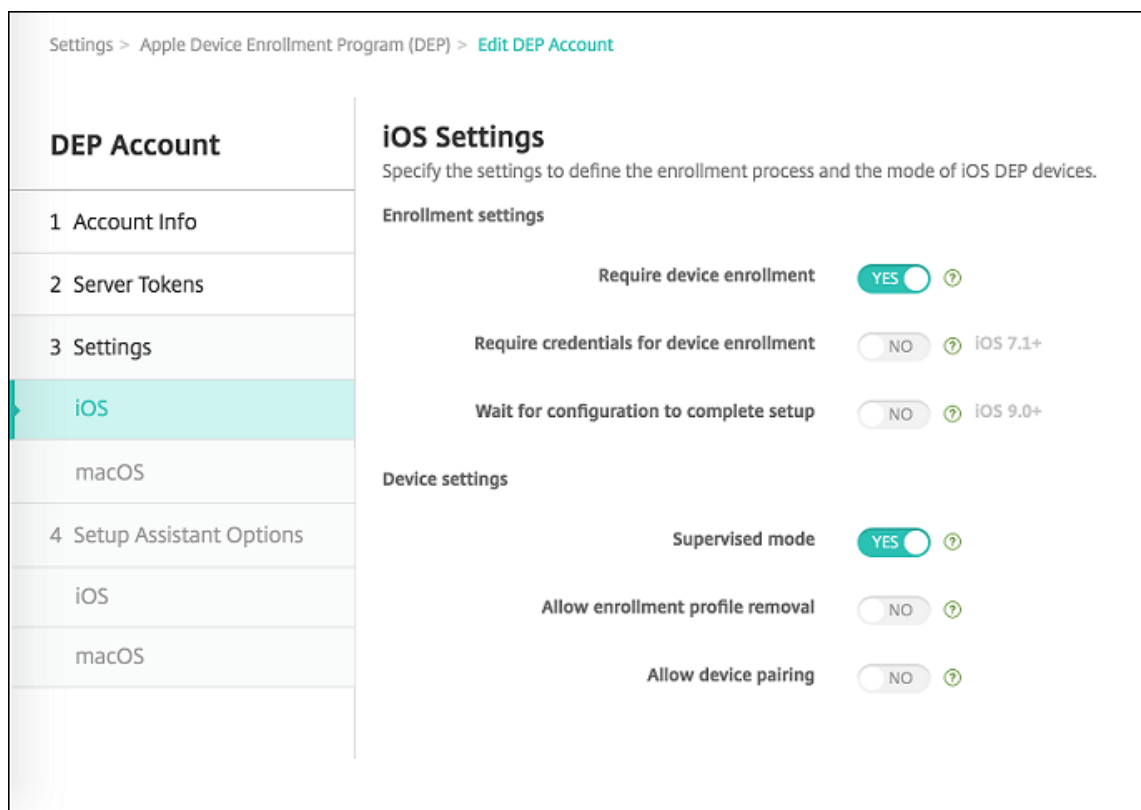 Settings > Apple Device Enrollment Program (DEP) > Edit DEP Account
DEP Account
1 Account Info
2 Server Tokens
3 Settings
iOS
macOS
4 Setup Assistant Options
iOS
macOS
iOS Settings
Specify the settings to define the enrollment process and the mode of iOS DEP devices.
Enrollment settings
Require device enrollment YES ?
Require credentials for device enrollment NO ? iOS 7.1+
Wait for configuration to complete setup NO ? iOS 9.0+
Device settings
Supervised mode YES ?
Allow enrollment profile removal NO ?
Allow device pairing NO ?